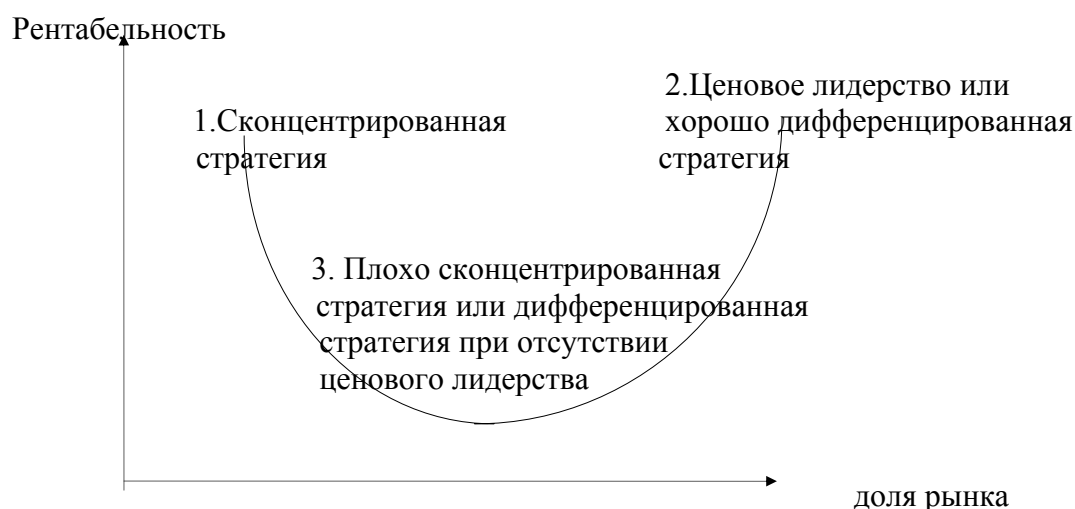 Рентабельность
1.Сконцентрированная
стратегия
2.Ценовое лидерство или
хорошо дифференцированная
стратегия
3. Плохо сконцентрированная
стратегия или дифференцированная
стратегия при отсутствии
ценового лидерства
доля рынка